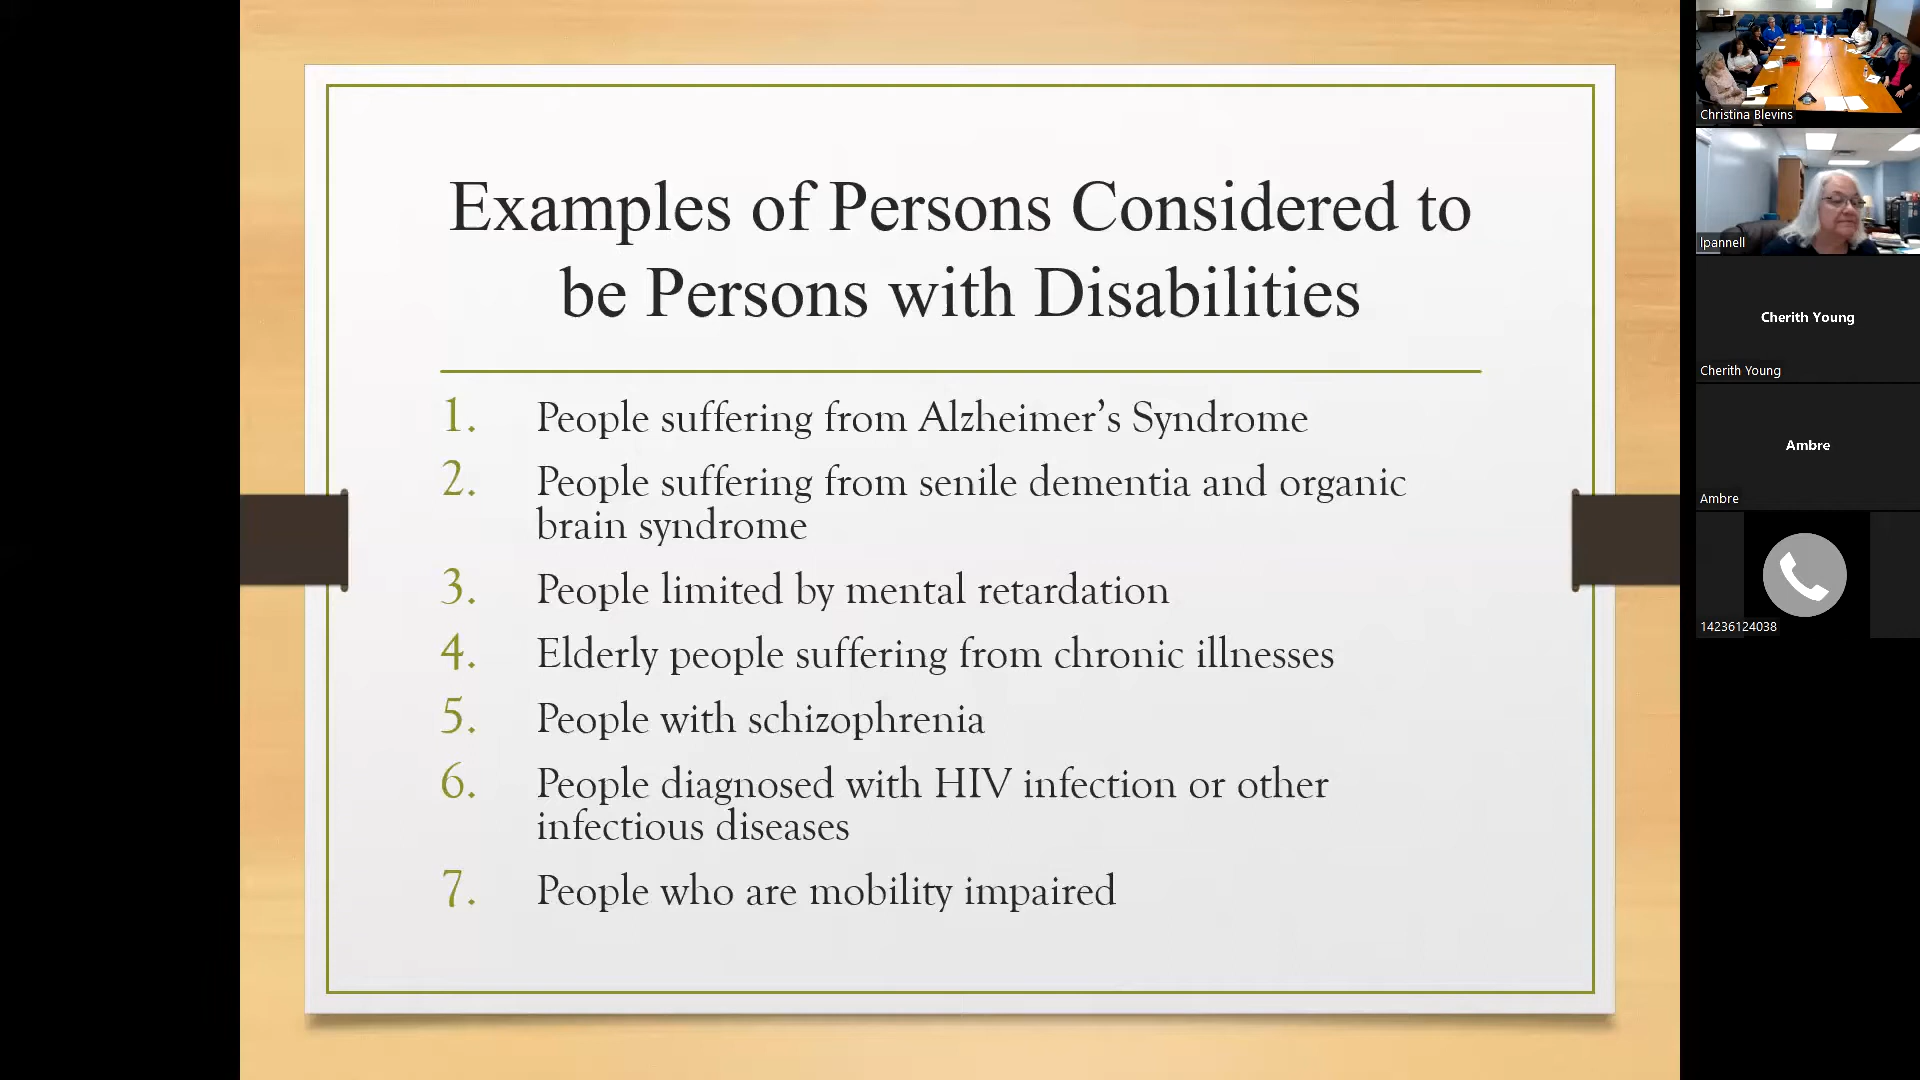 Examples of Persons Considered to
be Persons with Disabilities
1. People suffering from Alzheimer’s Syndrome
2. People suffering from senile dementia and organic
brain syndrome
3. People limited by mental retardation
4. Elderly people suffering from chronic illnesses
5. People with schizophrenia
6. People diagnosed with HIV infection or other
infectious diseases
7. People who are mobility impaired
Christina Blevins
lpannell
Cherith Young
Cherith Young
Ambre
Ambre
14236124038